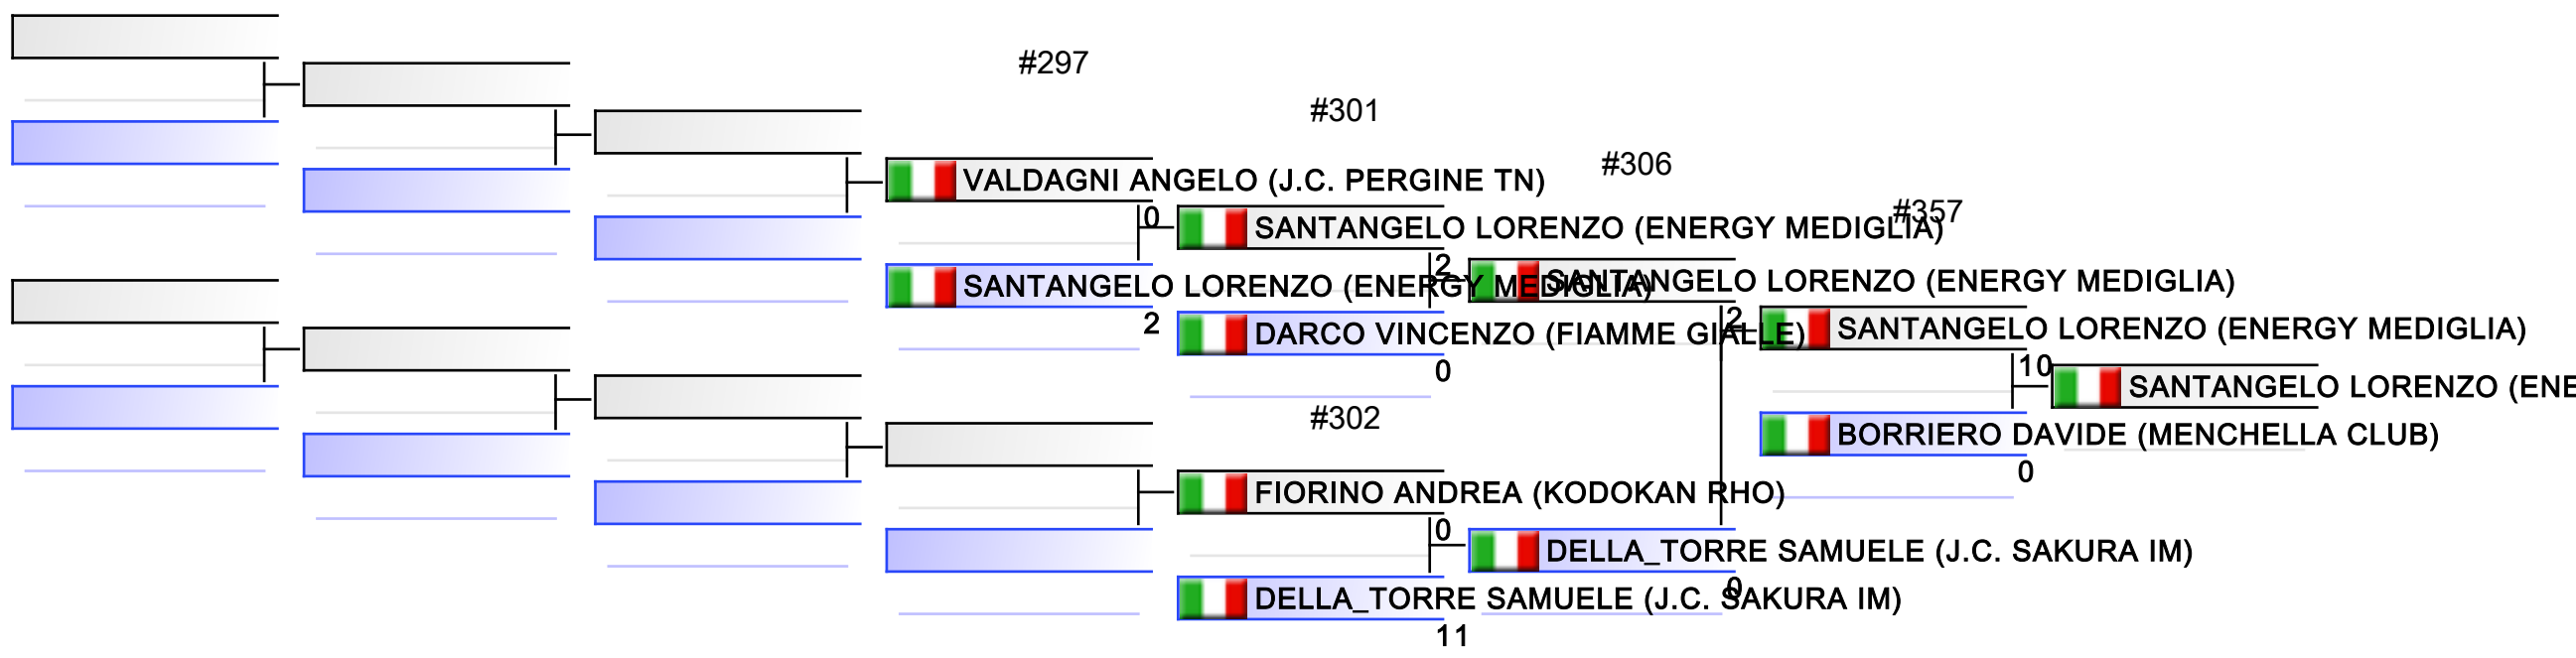 #297
#301
#306
VALDAGNI ANGELO (J.C. PERGINE TN)
#357
0
SANTANGELO LORENZO (ENERGY MEDIGLIA)
2
SANTANGELO LORENZO (ENERGY MEDIGLIA)
SANTANGELO LORENZO (ENERGY MEDIGLIA)
2
2
DARCO VINCENZO (FIAMME GIALLE)
SANTANGELO LORENZO (ENERGY MEDIGLIA)
0
10
SANTANGELO LORENZO (ENE
#302
BORRIERO DAVIDE (MENCHELLA CLUB)
0
FIORINO ANDREA (KODOKAN RHO)
0
DELLA_TORRE SAMUELE (J.C. SAKURA IM)
0
DELLA_TORRE SAMUELE (J.C. SAKURA IM)
11